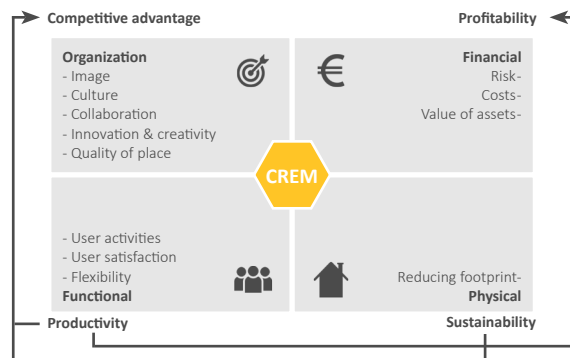 Competitive advantage
Profitability
Organization
- Image
- Culture
- Collaboration
- Innovation & creativity
- Quality of place
€
Financial
Risk-
Costs-
Value of assets-
CREM
- User activities
- User satisfaction
- Flexibility
Functional
Reducing footprint-
Physical
Productivity
Sustainability